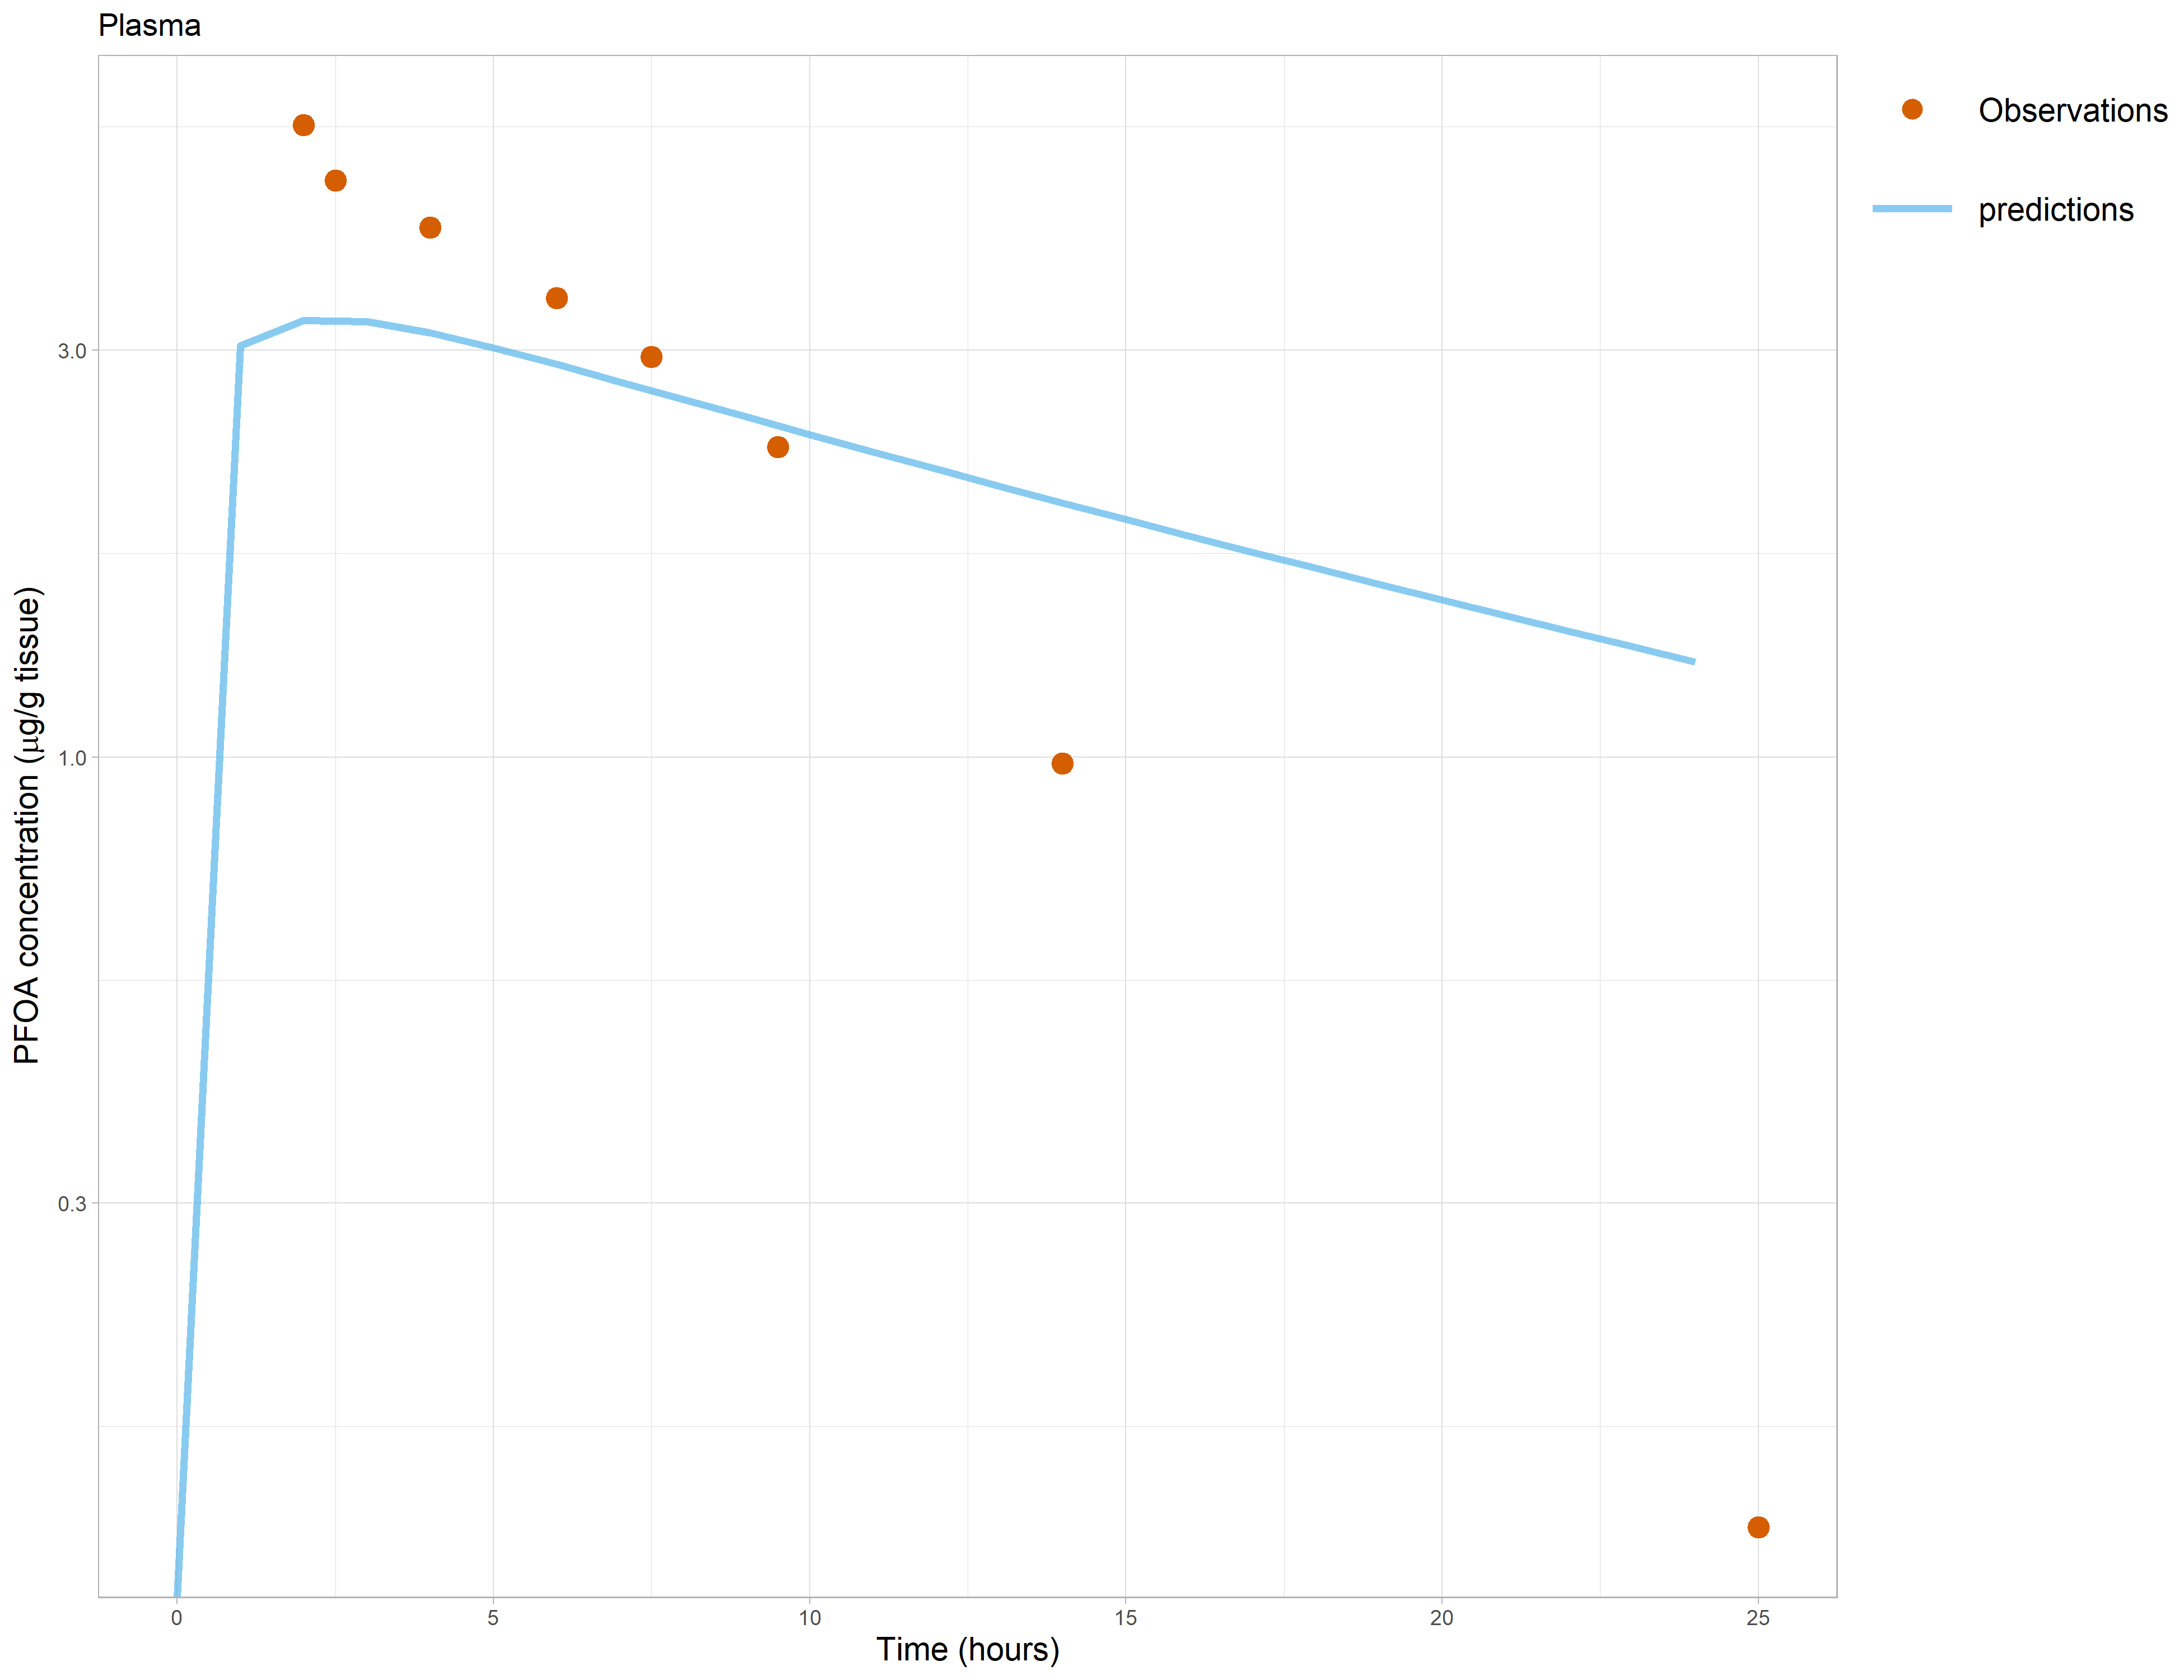 Plasma
Observations
predictions
PFOA concentration (μg/g tissue)
3.0
1.0
0.3
0 5 10 15 20 25
Time (hours)